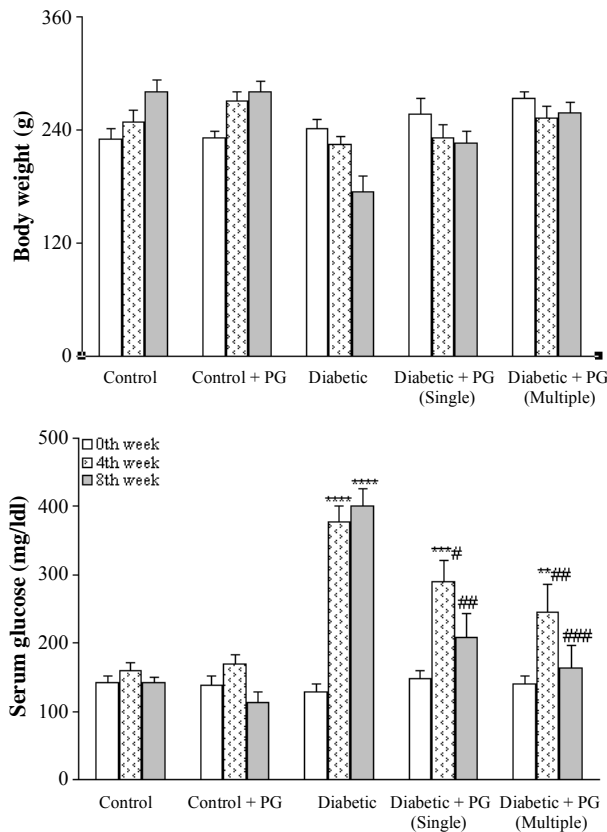 360
240
120
0
Body weight (g)
Control
Control + PG
Diabetic
Diabetic + PG
(Single)
Diabetic + PG
(Multiple)
500
400
300
200
100
0
Serum glucose (mg/ldl)
0th week
4th week
8th week
****
****
***#
##
**##
###
Control
Control + PG
Diabetic
Diabetic + PG
(Single)
Diabetic + PG
(Multiple)